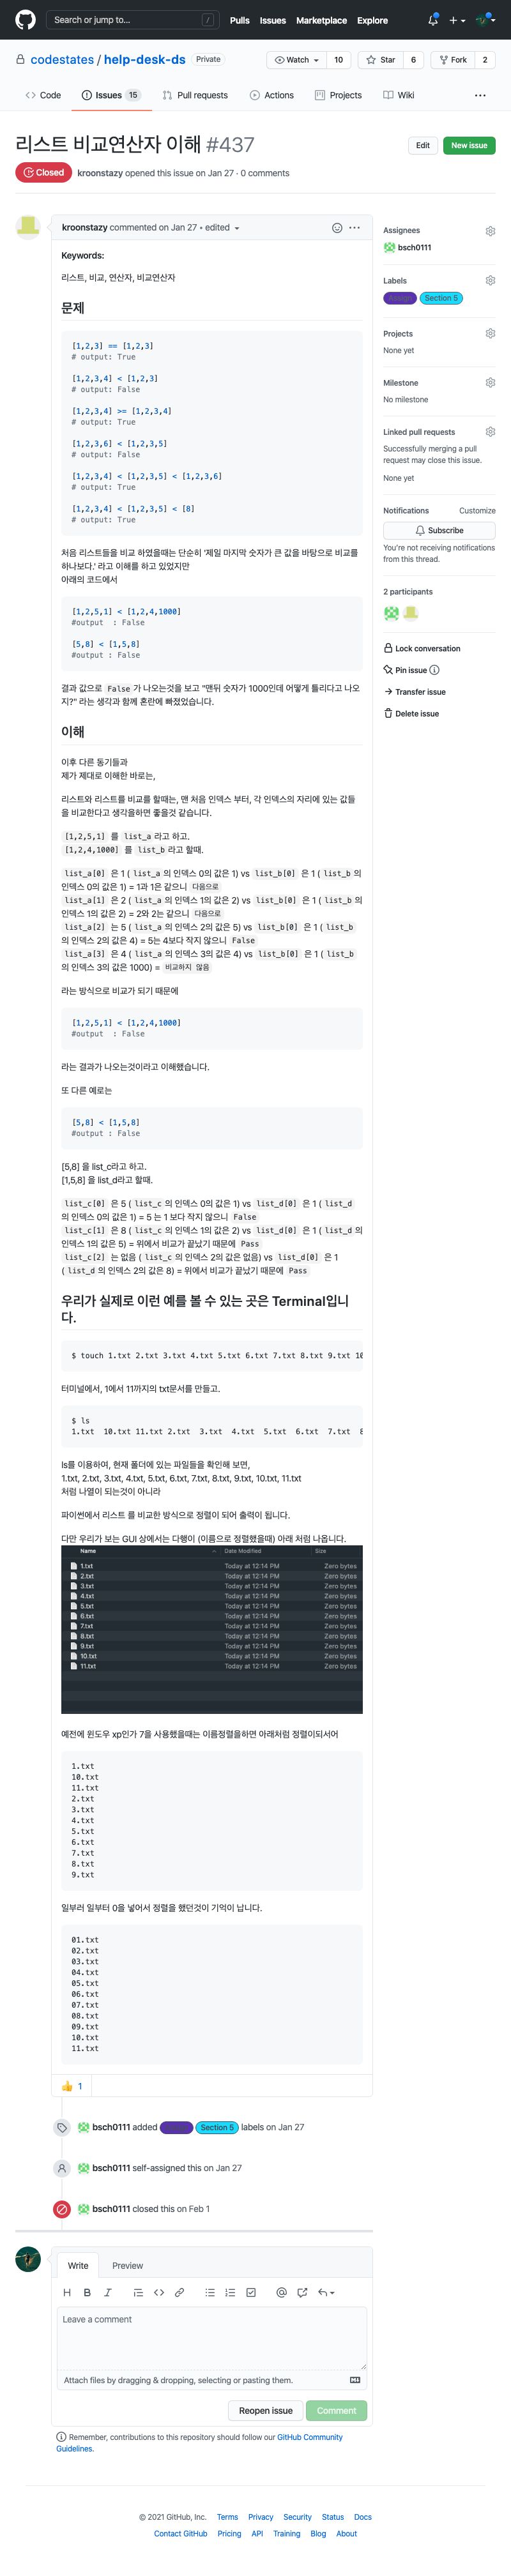 Search or jump to...
/
Pulls Issues Marketplace Explore
codestates / help-desk-ds Private
Watch 10 Star 6 Fork 2
Code Issues 15 Pull requests Actions Projects Wiki ...
리스트 비교연산자 이해 #437
Edit New issue
Closed kroonstazy opened this issue on Jan 27 · 0 comments
kroonstazy commented on Jan 27 • edited
Keywords:
리스트, 비교, 연산자, 비교연산자
문제
[1,2,3] == [1,2,3]
# output: True
[1,2,3,4] < [1,2,3]
# output: False
[1,2,3,4] >= [1,2,3,4]
# output: True
[1,2,3,6] < [1,2,3,5]
# output: False
[1,2,3,4] < [1,2,3,5] < [1,2,3,6]
# output: True
[1,2,3,4] < [1,2,3,5] < [8]
# output: True
처음 리스트들을 비교 하였을때는 단순히 '제일 마지막 숫자가 큰 값을 바탕으로 비교를
하나보다.' 라고 이해를 하고 있었지만
아래의 코드에서
[1,2,5,1] < [1,2,4,1000]
#output  : False
[5,8] < [1,5,8]
#output : False
결과 값으로 False 가 나오는것을 보고 "맨뒤 숫자가 1000인데 어떻게 틀리다고 나오
지?" 라는 생각과 함께 혼란에 빠졌었습니다.
이해
이후 다른 동기들과
제가 제대로 이해한 바로는,
리스트와 리스트를 비교를 할때는, 맨 처음 인덱스 부터, 각 인덱스의 자리에 있는 값들
을 비교한다고 생각을하면 좋을것 같습니다.
[1,2,5,1] 를 list_a 라고 하고.
[1,2,4,1000] 를 list_b 라고 할때.
list_a[0] 은 1 ( list_a 의 인덱스 0의 값은 1) vs list_b[0] 은 1 ( list_b 의
인덱스 0의 값은 1) = 1과 1은 같으니 다음으로
list_a[1] 은 2 ( list_a 의 인덱스 1의 값은 2) vs list_b[0] 은 1 ( list_b 의
인덱스 1의 값은 2) = 2와 2는 같으니 다음으로
list_a[2] 는 5 ( list_a 의 인덱스 2의 값은 5) vs list_b[0] 은 1 ( list_b
의 인덱스 2의 값은 4) = 5는 4보다 작지 않으니 False
list_a[3] 은 4 ( list_a 의 인덱스 3의 값은 4) vs list_b[0] 은 1 ( list_b
의 인덱스 3의 값은 1000) = 비교하지 않음
라는 방식으로 비교가 되기 때문에
[1,2,5,1] < [1,2,4,1000]
#output  : False
라는 결과가 나오는것이라고 이해했습니다.
또 다른 예로는
[5,8] < [1,5,8]
#output : False
[5,8] 을 list_c라고 하고.
[1,5,8] 을 list_d라고 할때.
list_c[0] 은 5 ( list_c 의 인덱스 0의 값은 1) vs list_d[0] 은 1 ( list_d
의 인덱스 0의 값은 1) = 5 는 1 보다 작지 않으니 False
list_c[1] 은 8 ( list_c 의 인덱스 1의 값은 2) vs list_d[0] 은 1 ( list_d 의
인덱스 1의 값은 5) = 위에서 비교가 끝났기 때문에 Pass
list_c[2] 는 없음 ( list_c 의 인덱스 2의 값은 없음) vs list_d[0] 은 1
( list_d 의 인덱스 2의 값은 8) = 위에서 비교가 끝났기 때문에 Pass
우리가 실제로 이런 예를 볼 수 있는 곳은 Terminal입니
다.
$ touch 1.txt 2.txt 3.txt 4.txt 5.txt 6.txt 7.txt 8.txt 9.txt 10
터미널에서, 1에서 11까지의 txt문서를 만들고.
$ ls
1.txt  10.txt 11.txt 2.txt  3.txt  4.txt  5.txt  6.txt  7.txt  8
ls를 이용하여, 현재 폴더에 있는 파일들을 확인해 보면,
1.txt, 2.txt, 3.txt, 4.txt, 5.txt, 6.txt, 7.txt, 8.txt, 9.txt, 10.txt, 11.txt
처럼 나열이 되는것이 아니라
파이썬에서 리스트 를 비교한 방식으로 정렬이 되어 출력이 됩니다.
다만 우리가 보는 GUI 상에서는 다행이 (이름으로 정렬했을때) 아래 처럼 나옵니다.
Name Date Modified Size
1.txt Today at 12:14 PM Zero bytes
2.txt Today at 12:14 PM Zero bytes
3.txt Today at 12:14 PM Zero bytes
4.txt Today at 12:14 PM Zero bytes
5.txt Today at 12:14 PM Zero bytes
6.txt Today at 12:14 PM Zero bytes
7.txt Today at 12:14 PM Zero bytes
8.txt Today at 12:14 PM Zero bytes
9.txt Today at 12:14 PM Zero bytes
10.txt Today at 12:14 PM Zero bytes
11.txt Today at 12:14 PM Zero bytes
예전에 윈도우 xp인가 7을 사용했을때는 이름정렬을하면 아래처럼 정렬이되서어
1.txt
10.txt
11.txt
2.txt
3.txt
4.txt
5.txt
6.txt
7.txt
8.txt
9.txt
일부러 일부터 0을 넣어서 정렬을 했던것이 기억이 납니다.
01.txt
02.txt
03.txt
04.txt
05.txt
06.txt
07.txt
08.txt
09.txt
10.txt
11.txt
👍 1
bsch0111 added Section 5 labels on Jan 27
bsch0111 self-assigned this on Jan 27
bsch0111 closed this on Feb 1
Write Preview
Leave a comment
Attach files by dragging & dropping, selecting or pasting them.
Reopen issue Comment
Remember, contributions to this repository should follow our GitHub Community
Guidelines.
Assignees
bsch0111
Labels
Section 5
Projects
None yet
Milestone
No milestone
Linked pull requests
Successfully merging a pull
request may close this issue.
None yet
Notifications Customize
Subscribe
You're not receiving notifications
from this thread.
2 participants
Lock conversation
Pin issue
Transfer issue
Delete issue
© 2021 GitHub, Inc. Terms Privacy Security Status Docs
Contact GitHub Pricing API Training Blog About